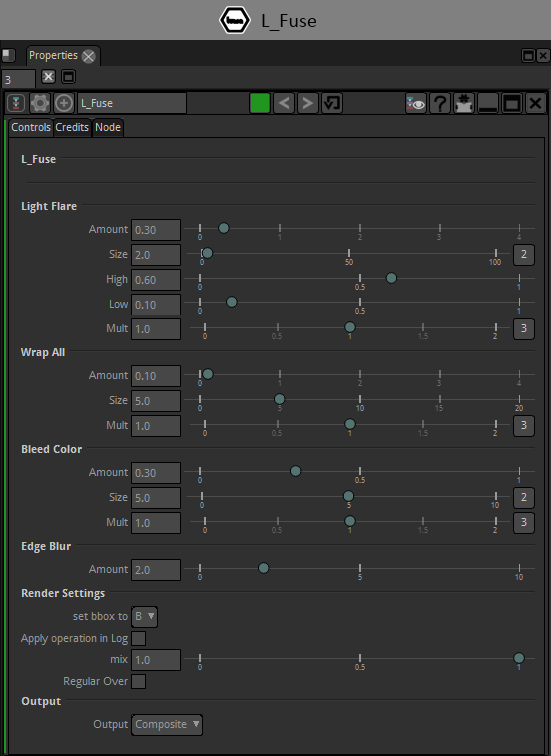 L_Fuse
Properties
3
L_Fuse
Controls Credits Node
L_Fuse
Light Flare
Amount 0.30 0 1 2 3 4
Size 2.0 0 50 100 2
High 0.60 0 0.5 1
Low 0.10 0 0.5 1
Mult 1.0 0 0.5 1 1.5 2 3
Wrap All
Amount 0.10 0 1 2 3 4
Size 5.0 0 5 10 15 20
Mult 1.0 0 0.5 1 1.5 2 3
Bleed Color
Amount 0.30 0 0.5 1
Size 5.0 0 5 10 2
Mult 1.0 0 0.5 1 1.5 2 3
Edge Blur
Amount 2.0 0 5 10
Render Settings
set bbox to B
Apply operation in Log
mix 1.0 0 0.5 1
Regular Over
Output
Output Composite